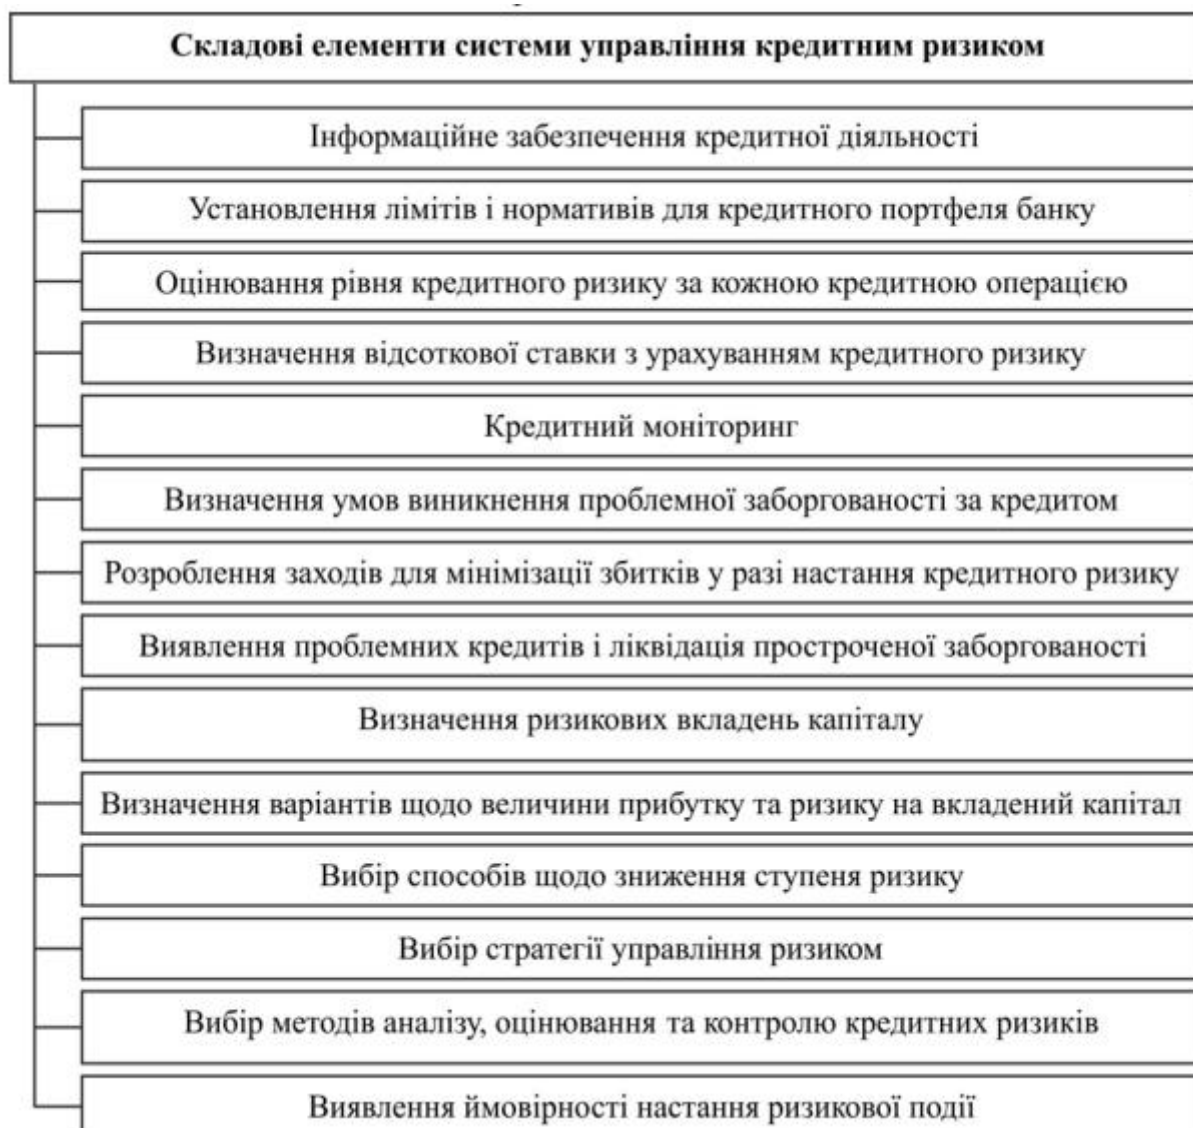 Складові елементи системи управління кредитним ризиком
Інформаційне забезпечення кредитної діяльності
Установлення лімітів і нормативів для кредитного портфеля банку
Оцінювання рівня кредитного ризику за кожною кредитною операцією
Визначення відсоткової ставки з урахуванням кредитного ризику
Кредитний моніторинг
Визначення умов виникнення проблемної заборгованості за кредитом
Розроблення заходів для мінімізації збитків у разі настання кредитного ризику
Виявлення проблемних кредитів і ліквідація простроченої заборгованості
Визначення ризикових вкладень капіталу
Визначення варіантів щодо величини прибутку та ризику на вкладений капітал
Вибір способів щодо зниження ступеня ризику
Вибір стратегії управління ризиком
Вибір методів аналізу, оцінювання та контролю кредитних ризиків
Виявлення ймовірності настання ризикової події